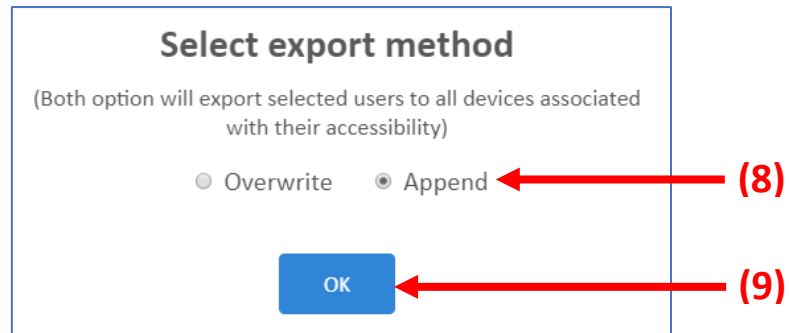 Select export method
(Both option will export selected users to all devices associated
with their accessibility)
Overwrite Append (8)
OK (9)